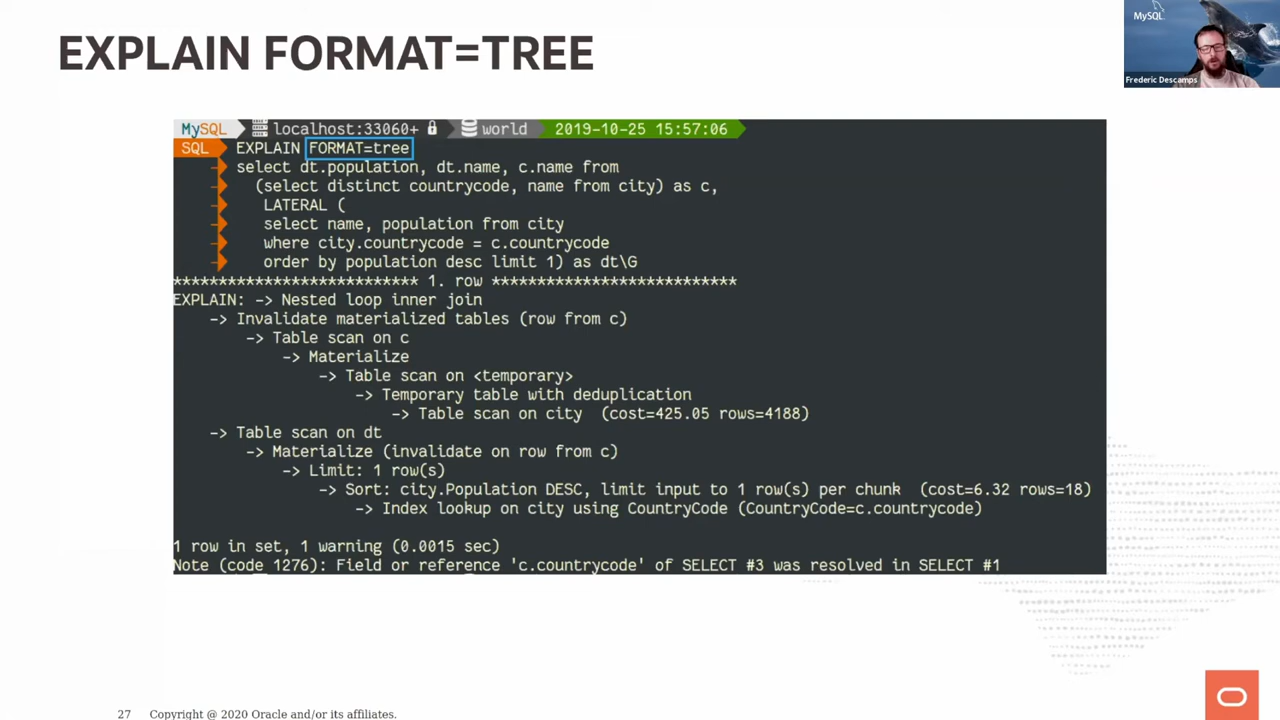 EXPLAIN FORMAT=TREE
MySQL
Frederic Descamps
MySQL localhost:33060+ world 2019-10-25 15:57:06
SQL EXPLAIN FORMAT=tree
select dt.population, dt.name, c.name from
(select distinct countrycode, name from city) as c,
LATERAL (
select name, population from city
where city.countrycode = c.countrycode
order by population desc limit 1) as dt\G
*************************** 1. row ***************************
EXPLAIN: -> Nested loop inner join
-> Invalidate materialized tables (row from c)
-> Table scan on c
-> Materialize
-> Table scan on <temporary>
-> Temporary table with deduplication
-> Table scan on city (cost=425.05 rows=4188)
-> Table scan on dt
-> Materialize (invalidate on row from c)
-> Limit: 1 row(s)
-> Sort: city.Population DESC, limit input to 1 row(s) per chunk (cost=6.32 rows=18)
-> Index lookup on city using CountryCode (CountryCode=c.countrycode)
1 row in set, 1 warning (0.0015 sec)
Note (code 1276): Field or reference 'c.countrycode' of SELECT #3 was resolved in SELECT #1
27 Copyright @ 2020 Oracle and/or its affiliates.